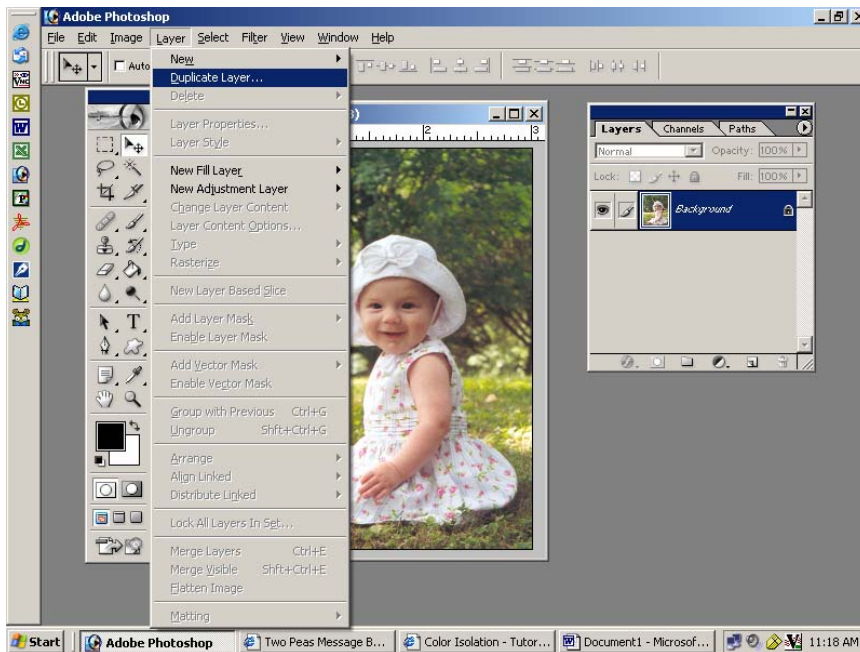 Adobe Photoshop
File Edit Image Layer Select Filter View Window Help
Auto
New
Duplicate Layer...
Delete
Layer Properties...
Layer Style
New Fill Layer
New Adjustment Layer
Change Layer Content
Layer Content Options...
Type
Rasterize
New Layer Based Slice
Add Layer Mask
Enable Layer Mask
Add Vector Mask
Enable Vector Mask
Group with Previous Ctrl+G
Ungroup Shft+Ctrl+G
Arrange
Align Linked
Distribute Linked
Lock All Layers In Set...
Merge Layers Ctrl+E
Merge Visible Shft+Ctrl+E
Flatten Image
Matting
2 3
Layers Channels Paths
Normal Opacity: 100%
Lock: Fill: 100%
Background
Start Adobe Photoshop Two Peas Message B... Color Isolation - Tutor... Document1 - Microsof... 11:18 AM